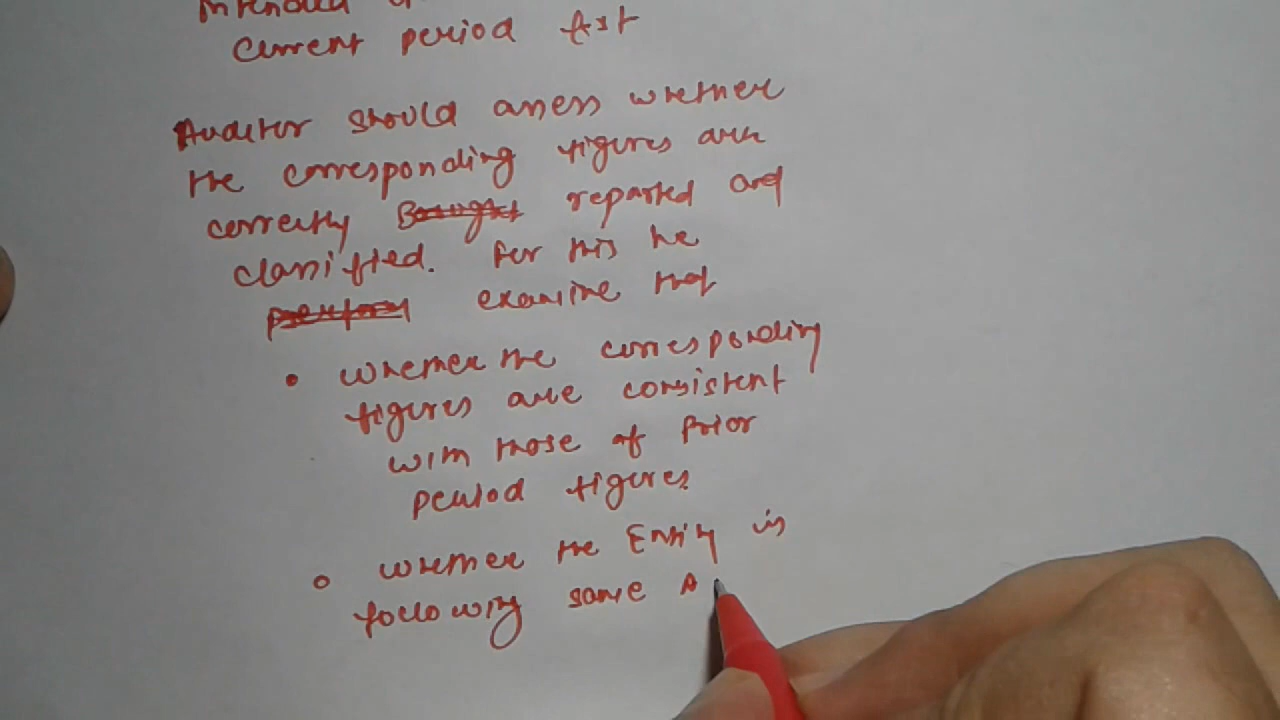 Intended
current period
Auditor should assess whether
the corresponding figures are
correctly reported and
classified. For this he
examine that
• whether the corresponding
figures are consistent
with those of Prior
period figures.
• whether the Entity is
following same A